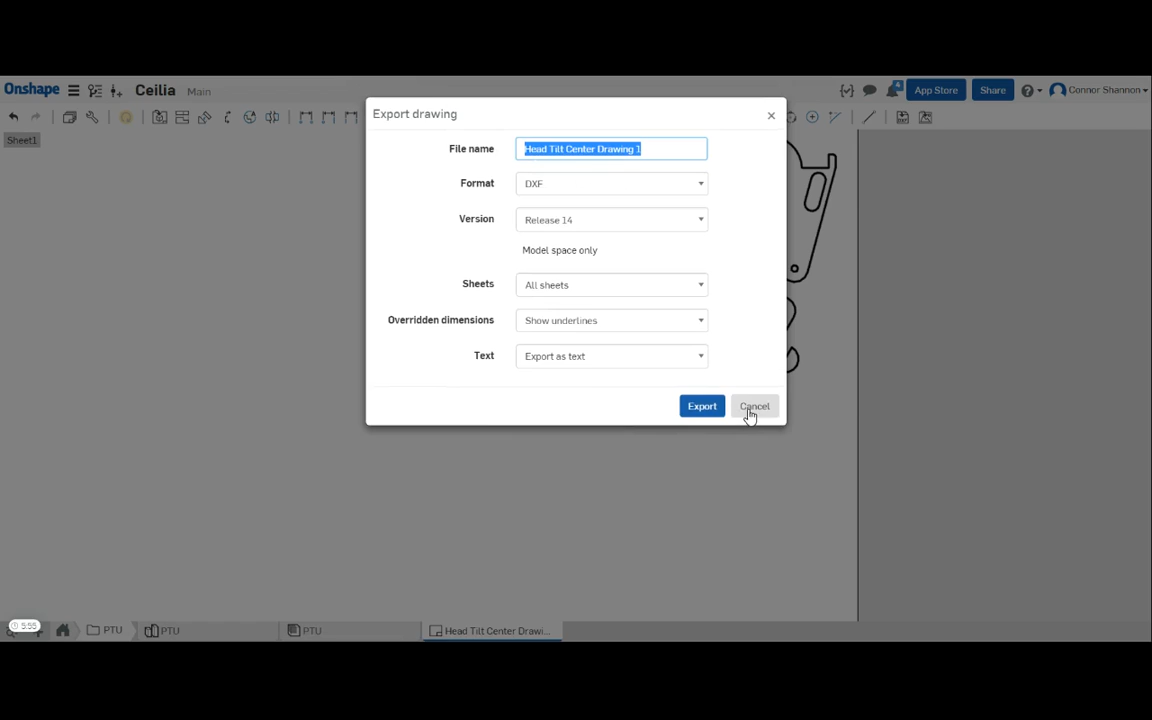 Onshape Ceilia Main App Store Share Connor Shannon
Sheet1
Export drawing
File name Head Tilt Center Drawing 1
Format DXF
Version Release 14
Model space only
Sheets All sheets
Overridden dimensions Show underlines
Text Export as text
Export Cancel
5:55 PTU PTU PTU Head Tilt Center Drawi...